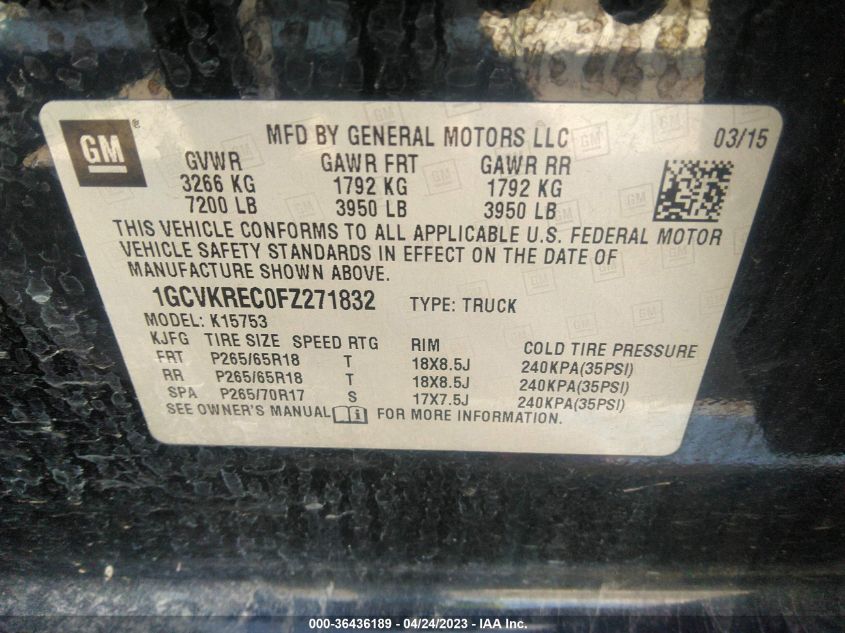 GM ® MFD BY GENERAL MOTORS LLC 03/15
GVWR GAWR FRT GAWR RR
3266 KG 1792 KG 1792 KG
7200 LB 3950 LB 3950 LB
THIS VEHICLE CONFORMS TO ALL APPLICABLE U.S. FEDERAL MOTOR
VEHICLE SAFETY STANDARDS IN EFFECT ON THE DATE OF
MANUFACTURE SHOWN ABOVE.
1GCVKREC0FZ271832 TYPE: TRUCK
MODEL: K15753
KJFG TIRE SIZE SPEED RTG RIM COLD TIRE PRESSURE
FRT P265/65R18 T 18X8.5J 240KPA(35PSI)
RR P265/65R18 T 18X8.5J 240KPA(35PSI)
SPA P265/70R17 S 17X7.5J 240KPA(35PSI)
SEE OWNER'S MANUAL FOR MORE INFORMATION.
000-36436189 - 04/24/2023 - IAA Inc.